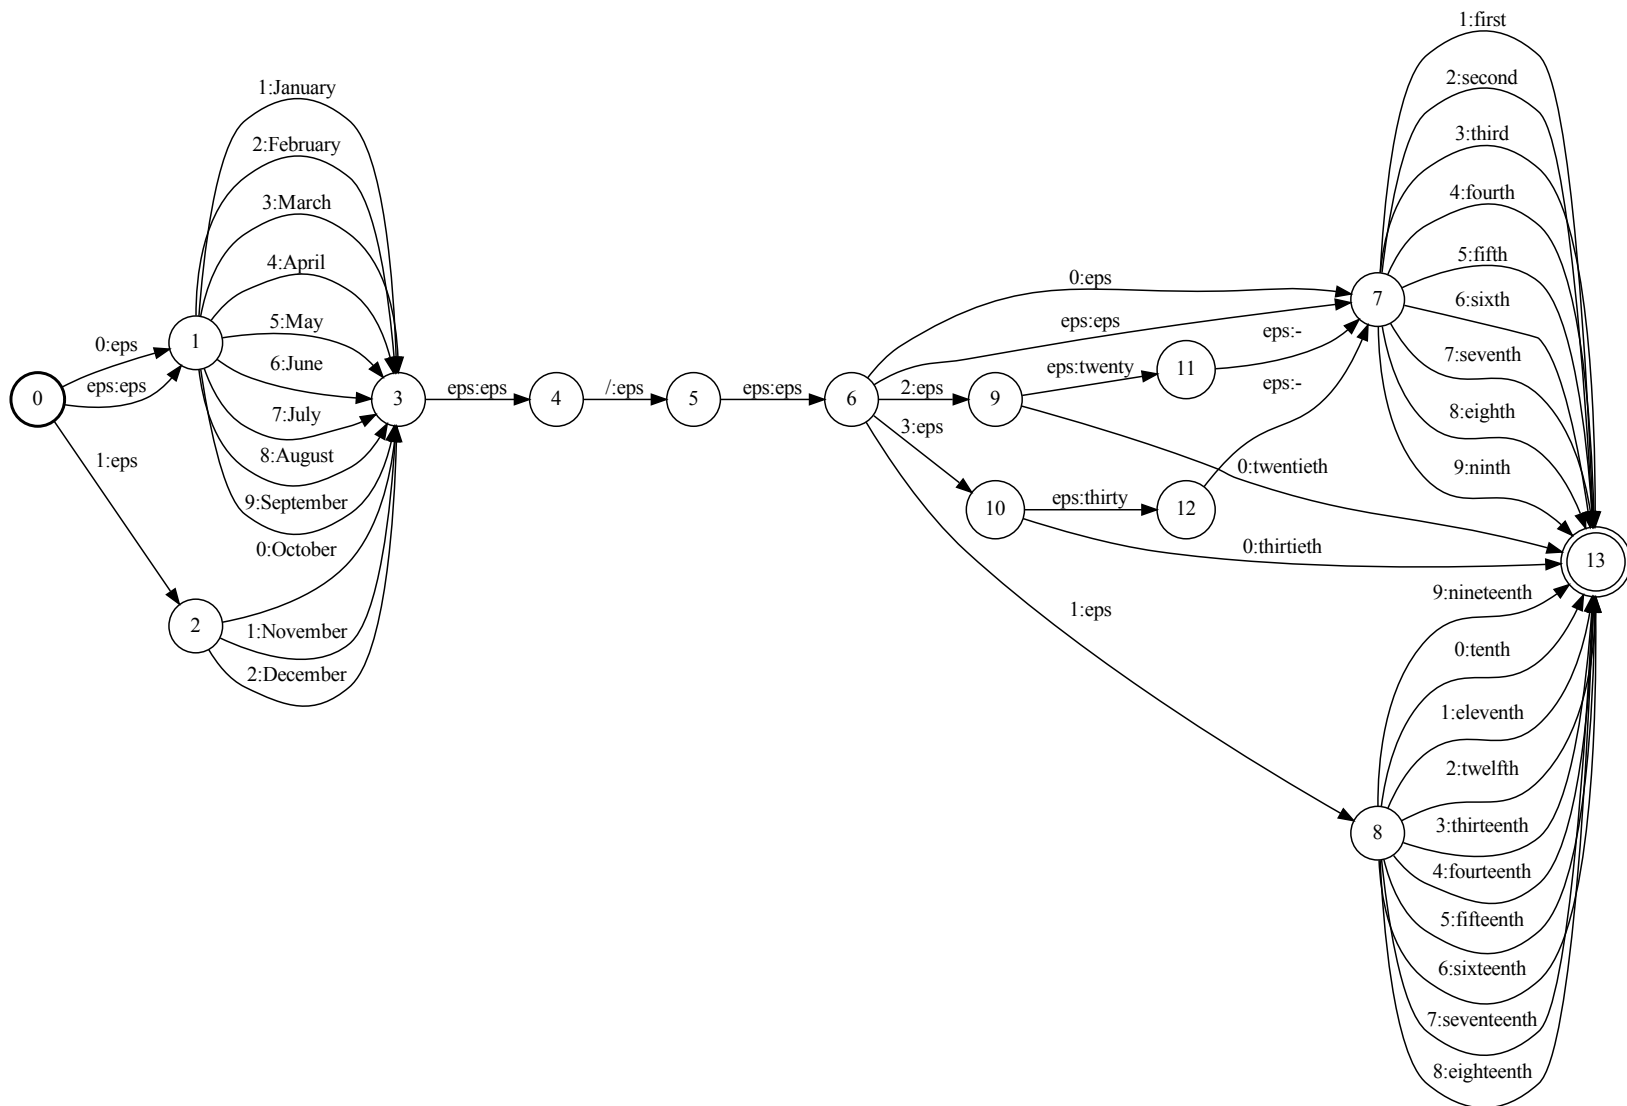 0
0:eps
eps:eps
1:eps
1
2
1:January
2:February
3:March
4:April
5:May
6:June
7:July
8:August
9:September
0:October
1:November
2:December
3
eps:eps
4
/:eps
5
eps:eps
6
0:eps
eps:eps
2:eps
3:eps
1:eps
9
10
eps:twenty
0:twentieth
eps:thirty
0:thirtieth
11
12
eps:-
eps:-
7
8
1:first
2:second
3:third
4:fourth
5:fifth
6:sixth
7:seventh
8:eighth
9:ninth
9:nineteenth
0:tenth
1:eleventh
2:twelfth
3:thirteenth
4:fourteenth
5:fifteenth
6:sixteenth
7:seventeenth
8:eighteenth
13